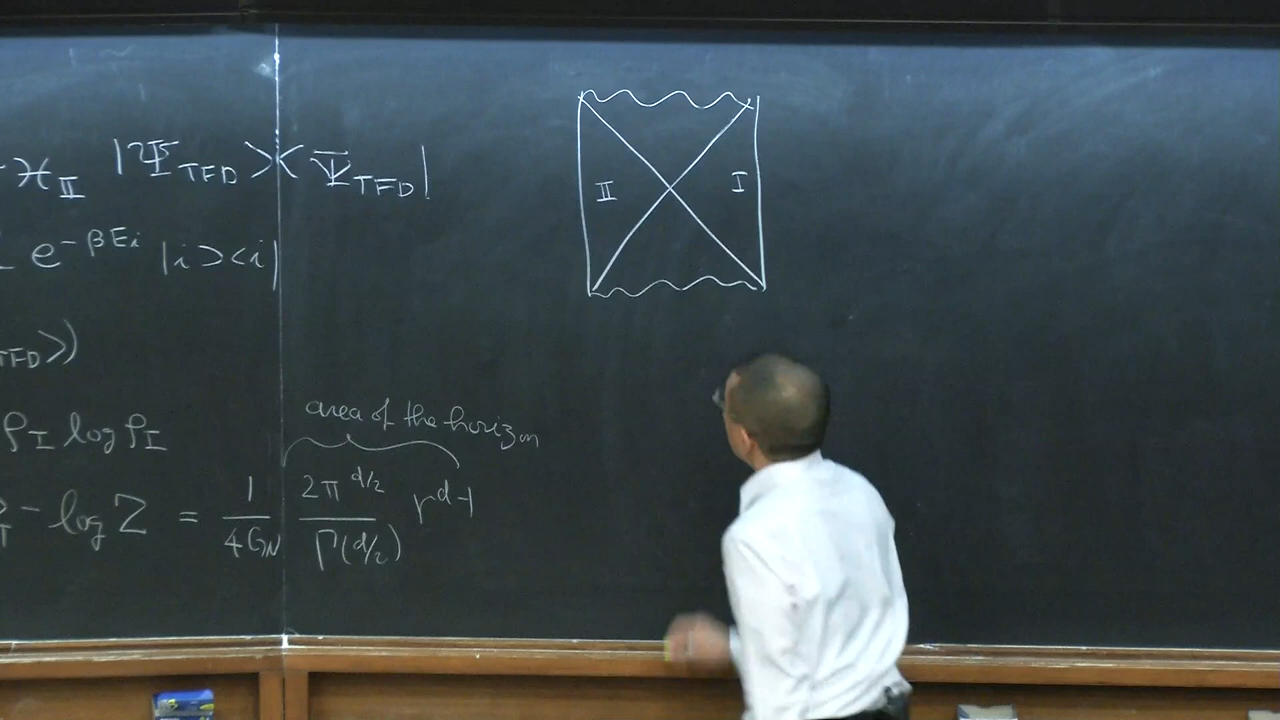 ℋ_II |Ψ_TFD><Ψ_TFD|
e^{-βE_i} |i><i|
TFD>)
ρ_I log ρ_I
area of the horizon
- log Z = 1/4G_N 2π^{d/2}/Γ(d/2) r^{d-1}
II I